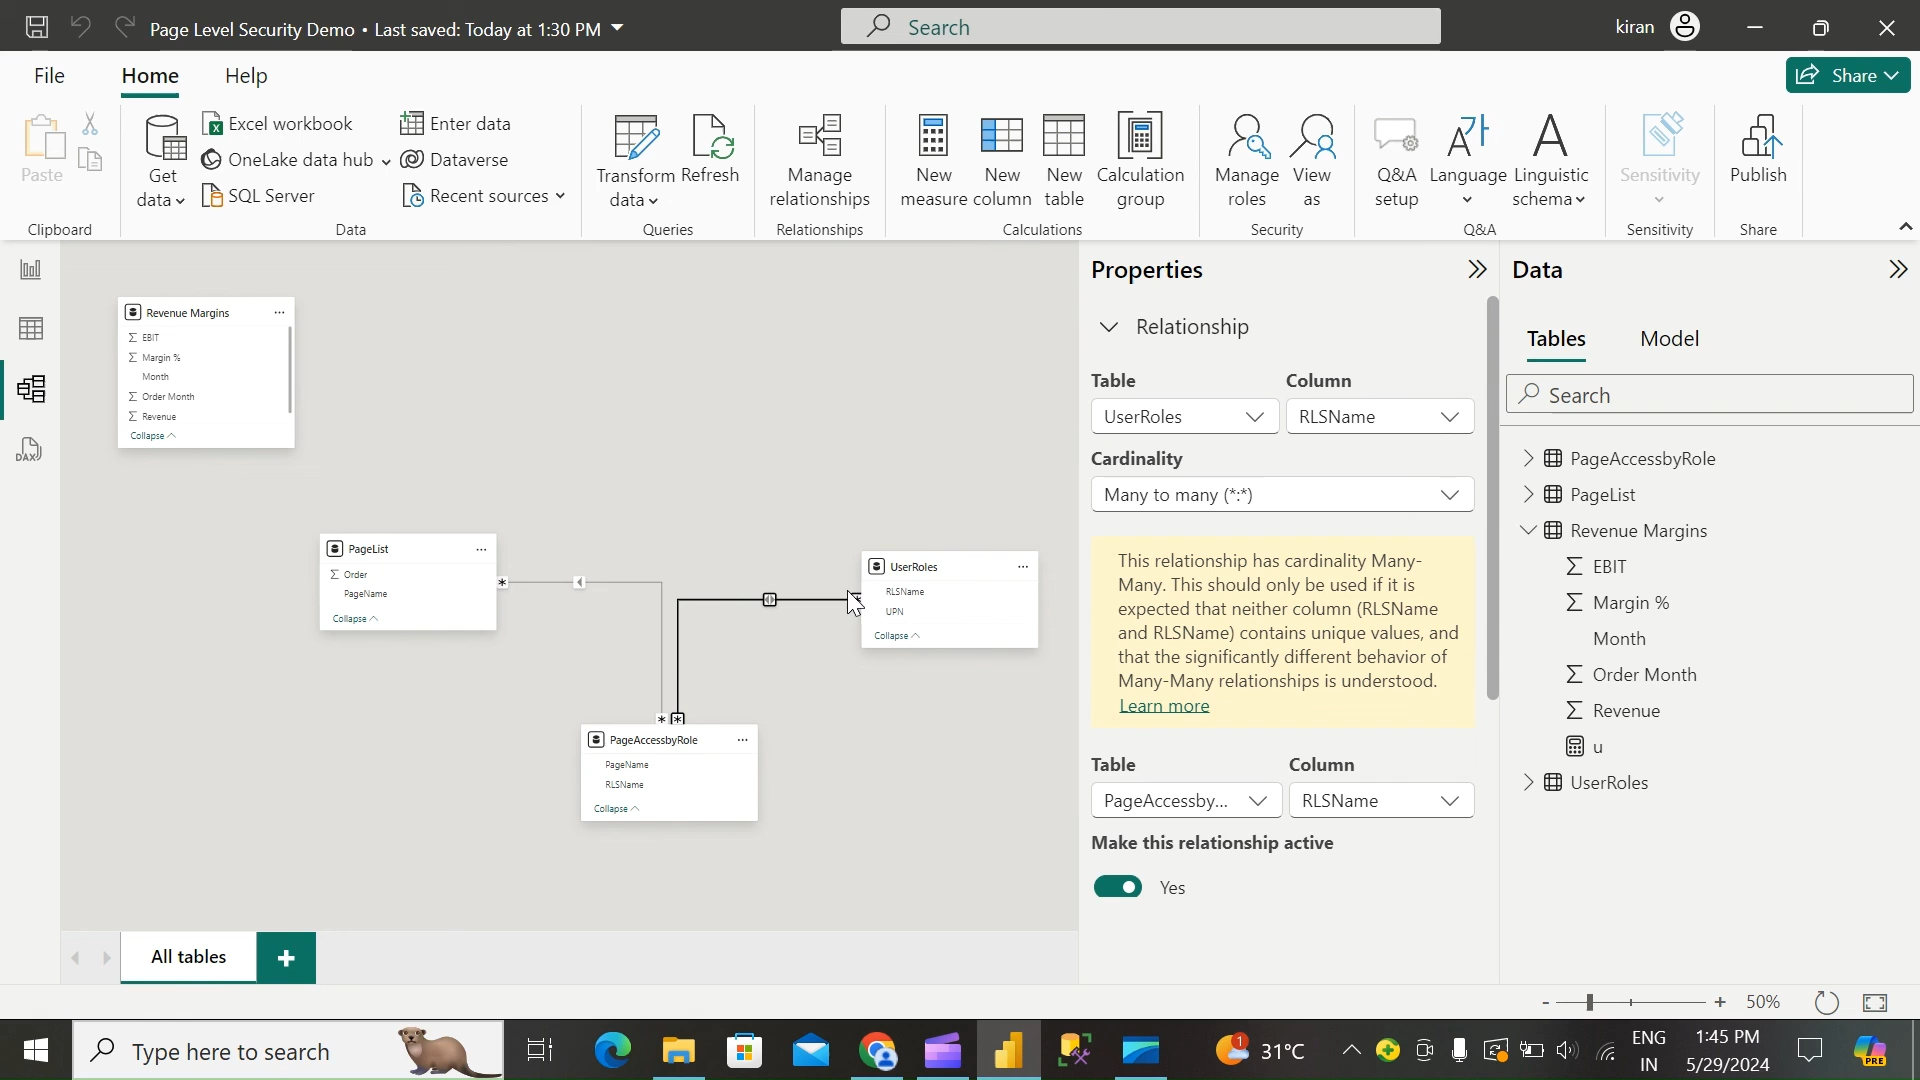 Page Level Security Demo • Last saved: Today at 1:30 PM
Search
kiran
File
Home
Help
Share
Paste
Get data
Excel workbook
OneLake data hub
SQL Server
Enter data
Dataverse
Recent sources
Transform data
Refresh
Manage relationships
New measure
New column
New table
Calculation group
Manage roles
View as
Q&A setup
Language
Linguistic schema
Sensitivity
Publish
Clipboard
Data
Queries
Relationships
Calculations
Security
Q&A
Sensitivity
Share
Revenue Margins
EBIT
Margin %
Month
Order Month
Revenue
Collapse
PageList
Order
PageName
Collapse
UserRoles
RLSName
UPN
Collapse
PageAccessbyRole
PageName
RLSName
Collapse
Properties
Relationship
Table
Column
UserRoles
RLSName
Cardinality
Many to many (*:*)
This relationship has cardinality Many-
Many. This should only be used if it is
expected that neither column (RLSName
and RLSName) contains unique values, and
that the significantly different behavior of
Many-Many relationships is understood.
Learn more
Table
Column
PageAccessby...
RLSName
Make this relationship active
Yes
Data
Tables
Model
Search
PageAccessbyRole
PageList
Revenue Margins
EBIT
Margin %
Month
Order Month
Revenue
u
UserRoles
All tables
50%
Type here to search
1
31°C
ENG
IN
1:45 PM
5/29/2024
PRE
DAX